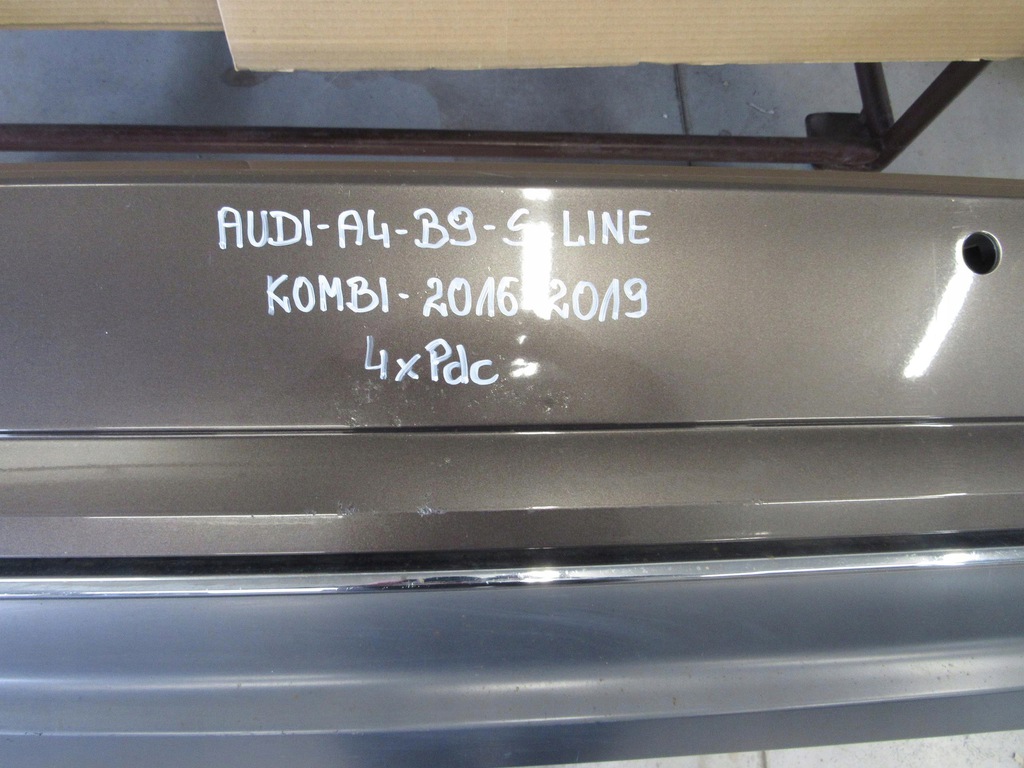 AUDI-A4-B9-S LINE
KOMBI-2016 2019
4xPdc